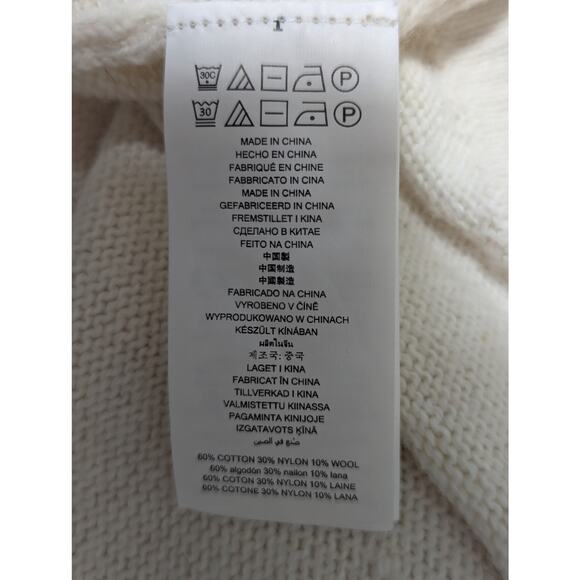 30C P
30 P
MADE IN CHINA
HECHO EN CHINA
FABRIQUÉ EN CHINE
FABBRICATO IN CINA
MADE IN CHINA
GEFABRICEERD IN CHINA
FREMSTILLET I KINA
СДЕЛАНО В КИТАЕ
FEITO NA CHINA
中国製
中国制造
中國製造
FABRICADO NA CHINA
VYROBENO V ČÍNĚ
WYPRODUKOWANO W CHINACH
KÉSZÜLT KÍNÁBAN
ผลิตในจีน
제조국: 중국
LAGET I KINA
FABRICAT ÎN CHINA
TILLVERKAD I KINA
VALMISTETTU KIINASSA
PAGAMINTA KINIJOJE
IZGATAVOTS ĶĪNĀ
صنع في الصين
60% COTTON 30% NYLON 10% WOOL
60% algodón 30% nailon 10% lana
60% COTON 30% NYLON 10% LAINE
60% COTONE 30% NYLON 10% LANA